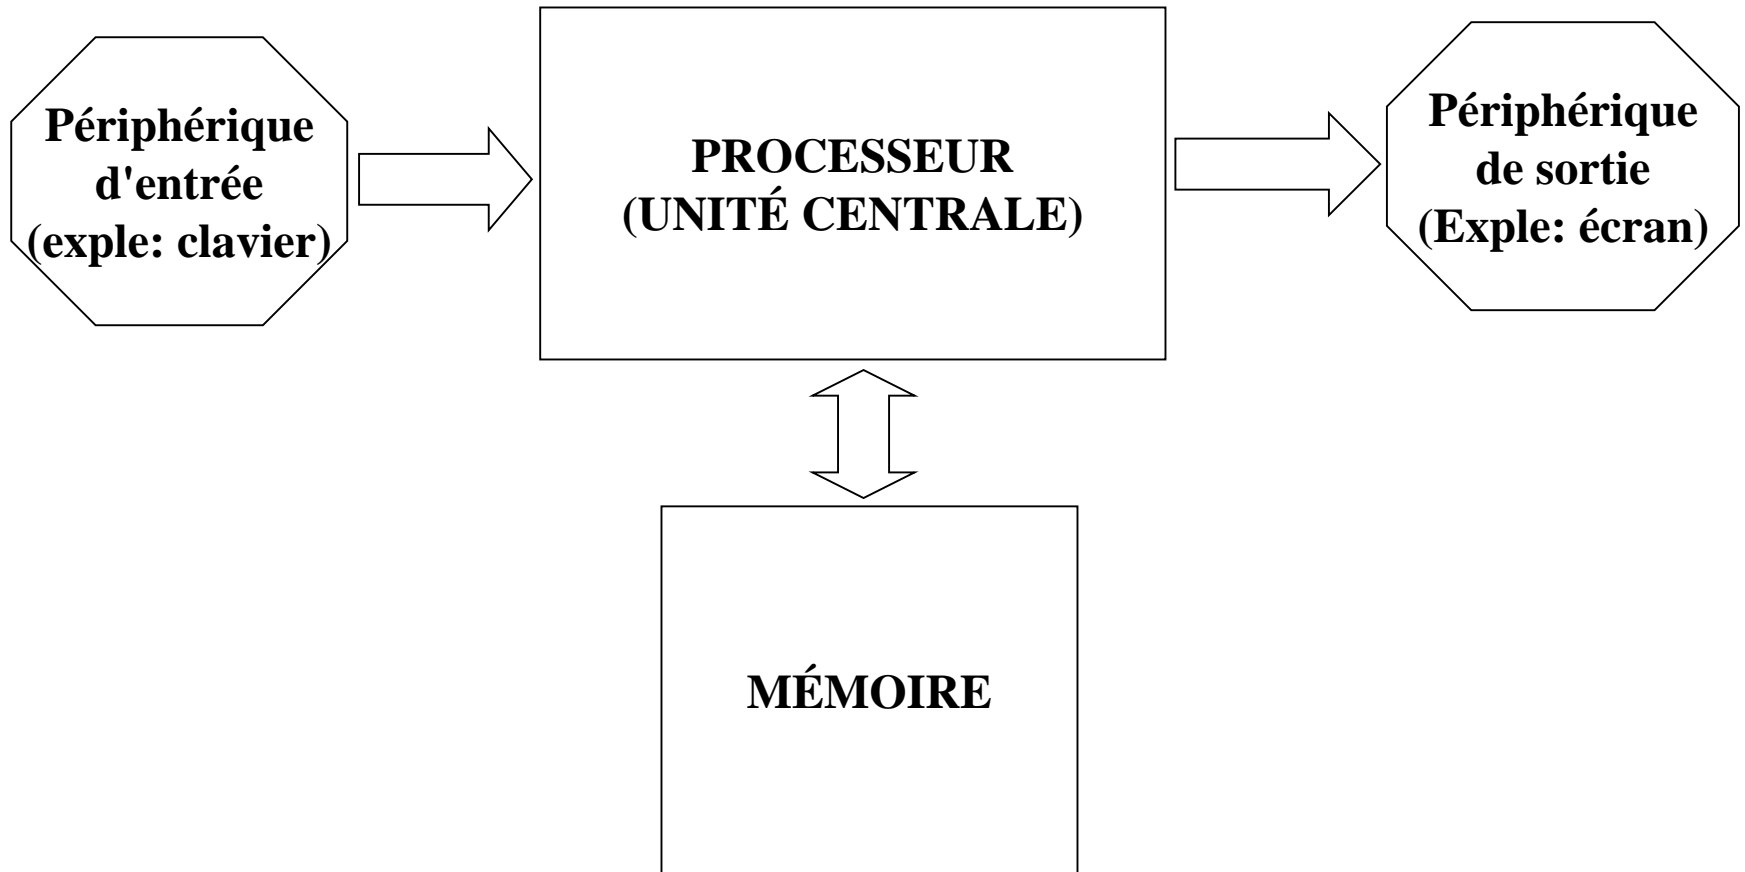 Périphérique
d'entrée
(exple: clavier)
PROCESSEUR
(UNITÉ CENTRALE)
Périphérique
de sortie
(Exple: écran)
MÉMOIRE